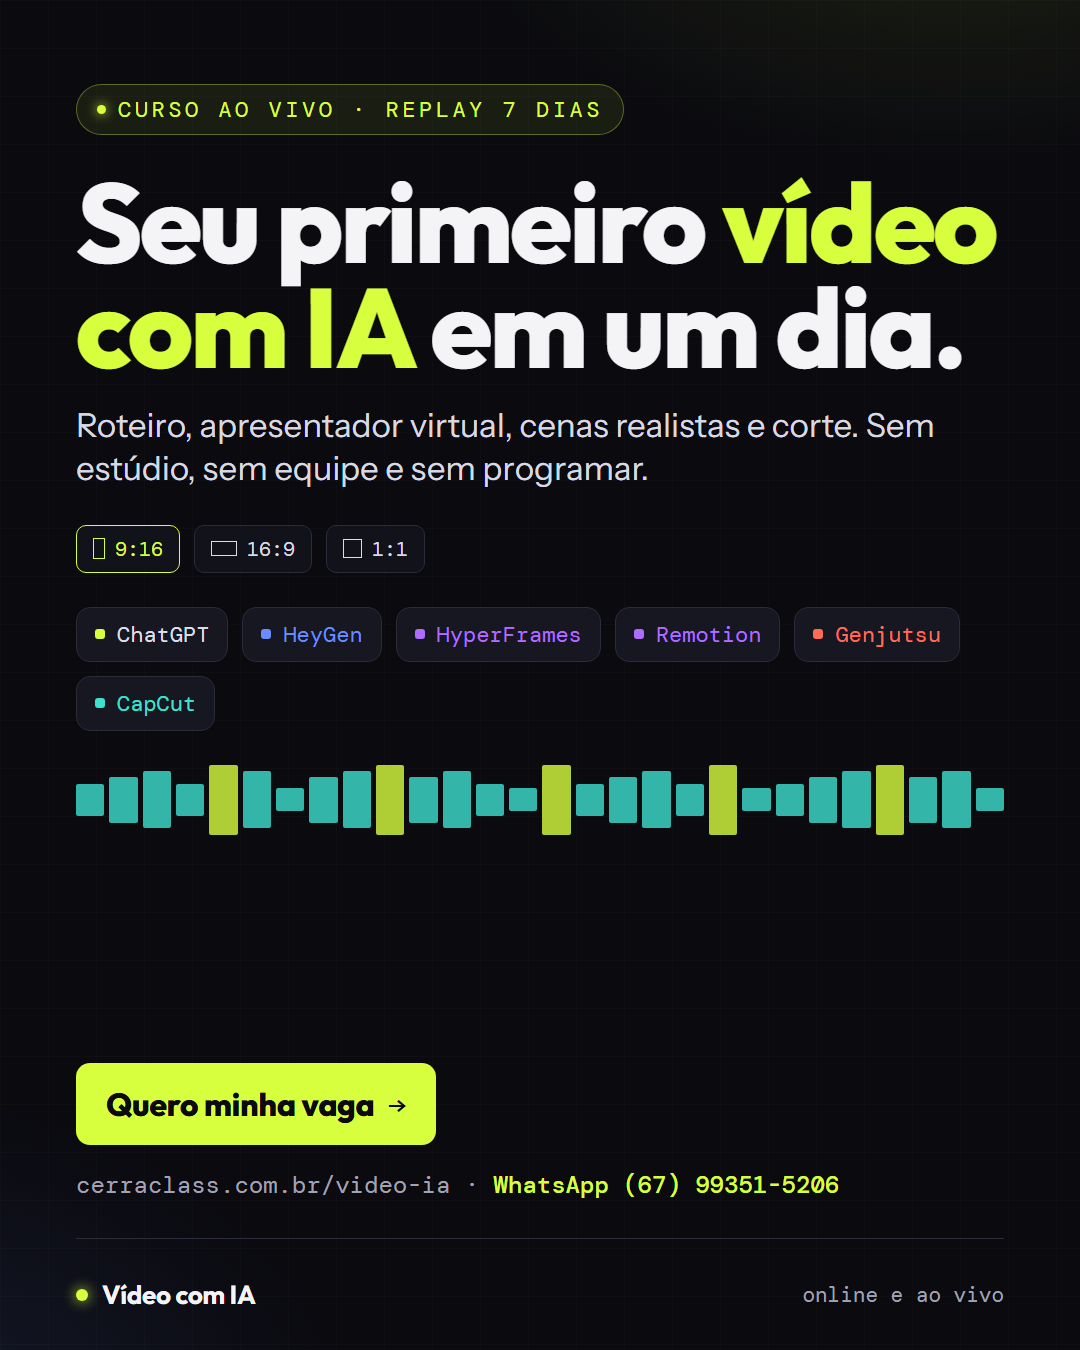 CURSO AO VIVO · REPLAY 7 DIAS
Seu primeiro vídeo
com IA em um dia.
Roteiro, apresentador virtual, cenas realistas e corte. Sem
estúdio, sem equipe e sem programar.
9:16 16:9 1:1
ChatGPT HeyGen HyperFrames Remotion Genjutsu
CapCut
Quero minha vaga →
cerraclass.com.br/video-ia · WhatsApp (67) 99351-5206
Vídeo com IA online e ao vivo